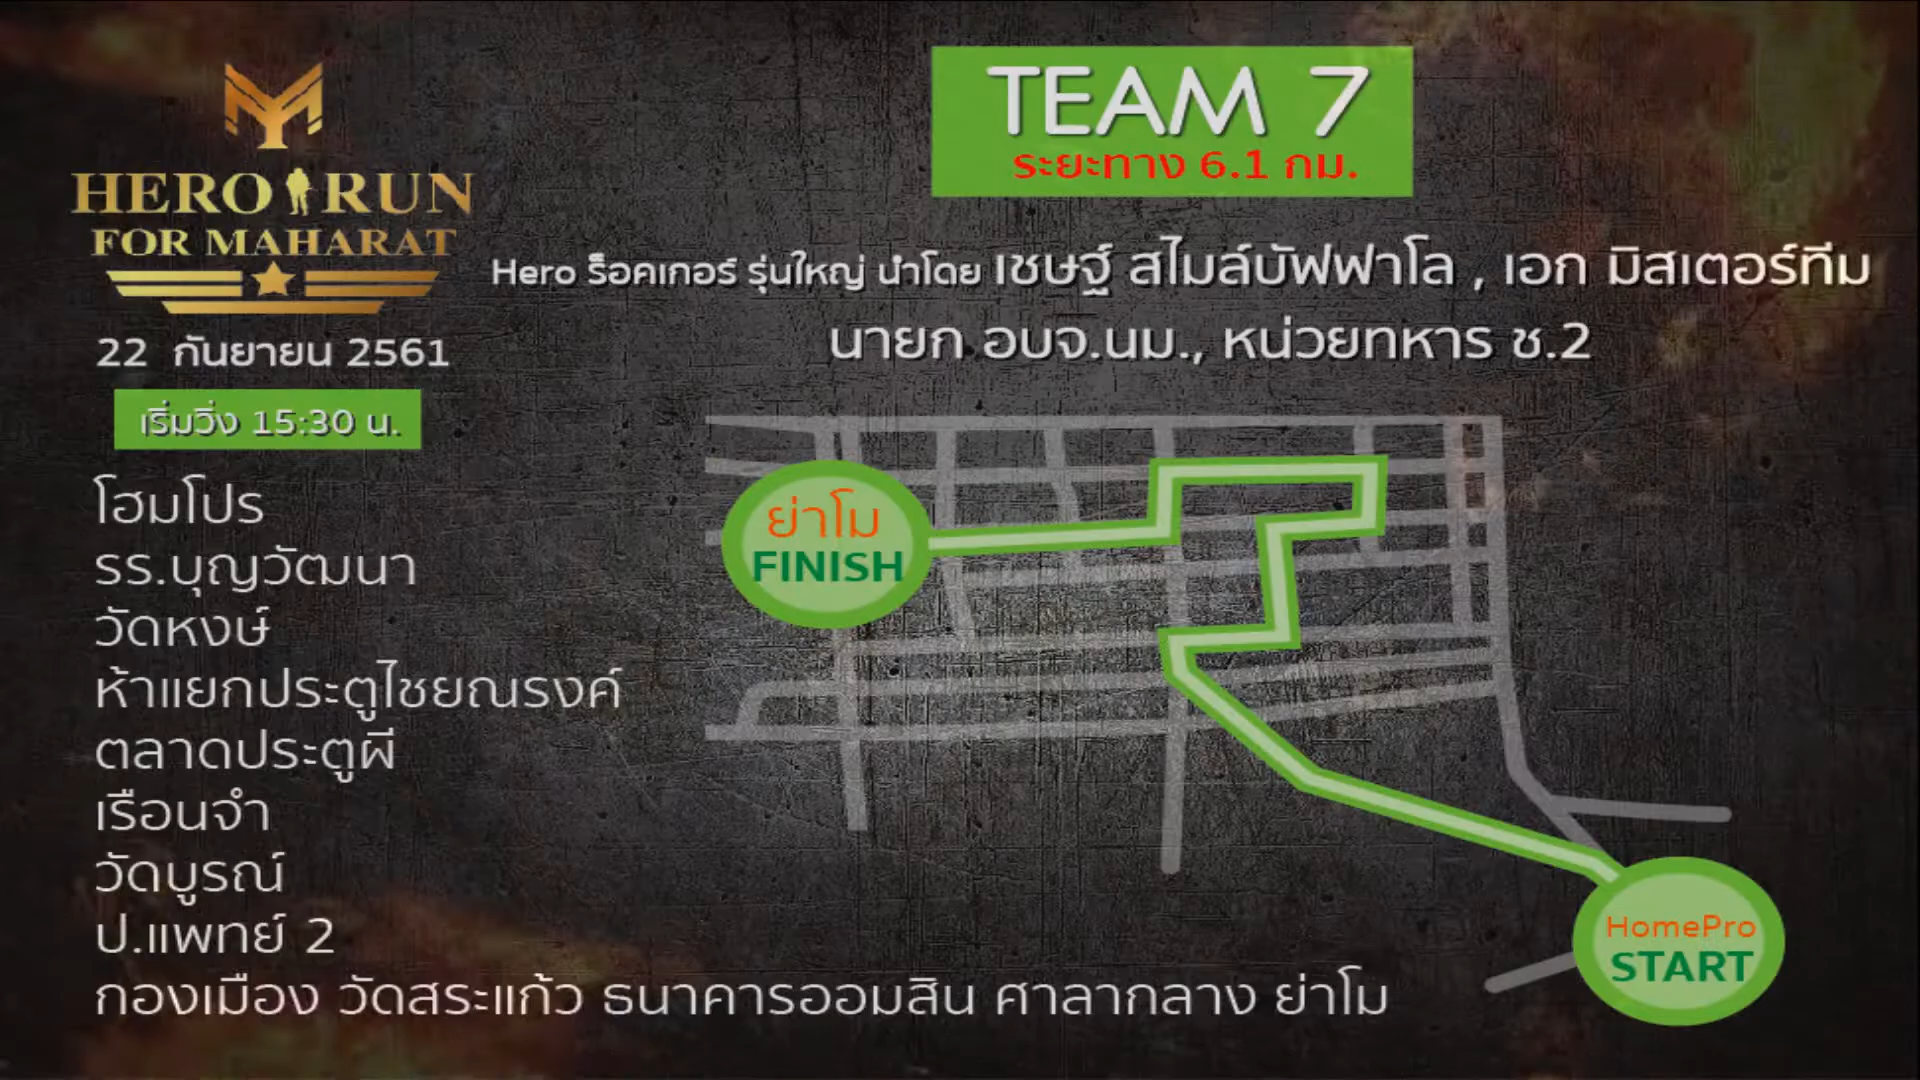 HERO RUN
FOR MAHARAT
22 กันยายน 2561
เริ่มวิ่ง 15:30 น.
TEAM 7
ระยะทาง 6.1 กม.
Hero ร็อคเกอร์ รุ่นใหญ่ นำโดย เชษฐ์ สไมล์บัฟฟาโล , เอก มิสเตอร์ทีม
นายก อบจ.นม., หน่วยทหาร ช.2
โฮมโปร
รร.บุญวัฒนา
วัดหงษ์
ห้าแยกประตูไชยณรงค์
ตลาดประตูผี
เรือนจำ
วัดบูรณ์
ป.แพทย์ 2
กองเมือง วัดสระแก้ว ธนาคารออมสิน ศาลากลาง ย่าโม
ย่าโม
FINISH
HomePro
START